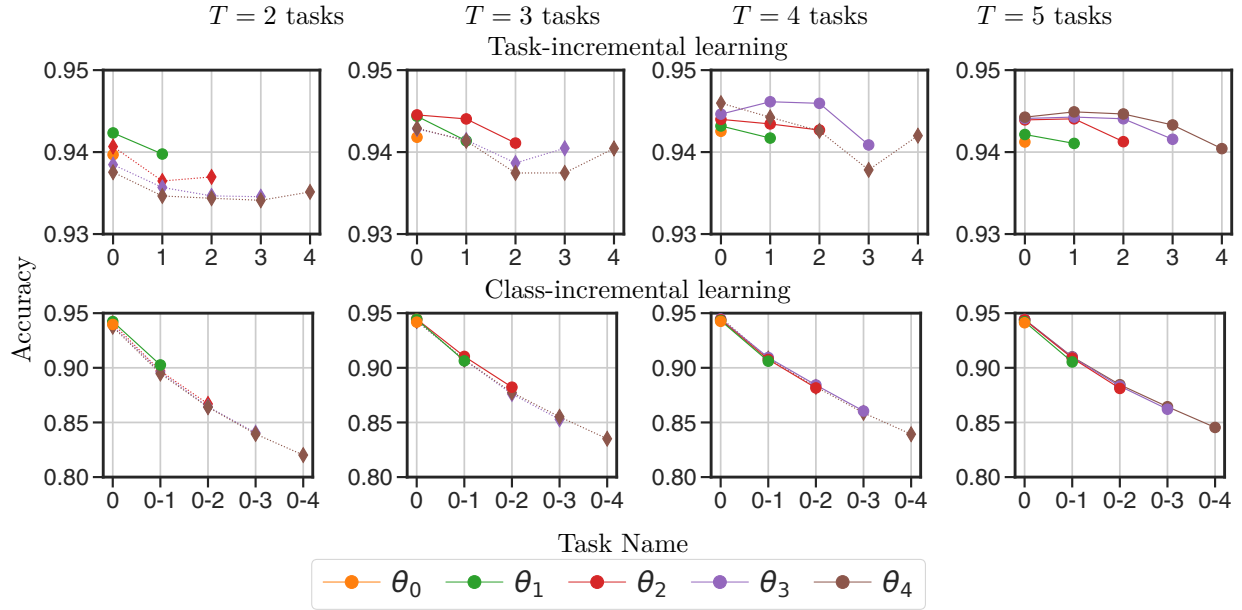 T = 2 tasks T = 3 tasks T = 4 tasks T = 5 tasks
Task-incremental learning
0.95 0.95 0.95 0.95
0.94 0.94 0.94 0.94
0.93 0.93 0.93 0.93
0 1 2 3 4 0 1 2 3 4 0 1 2 3 4 0 1 2 3 4
Accuracy
Class-incremental learning
0.95 0.95 0.95 0.95
0.90 0.90 0.90 0.90
0.85 0.85 0.85 0.85
0.80 0.80 0.80 0.80
0 0-1 0-2 0-3 0-4 0 0-1 0-2 0-3 0-4 0 0-1 0-2 0-3 0-4 0 0-1 0-2 0-3 0-4
Task Name
θ₀ θ₁ θ₂ θ₃ θ₄